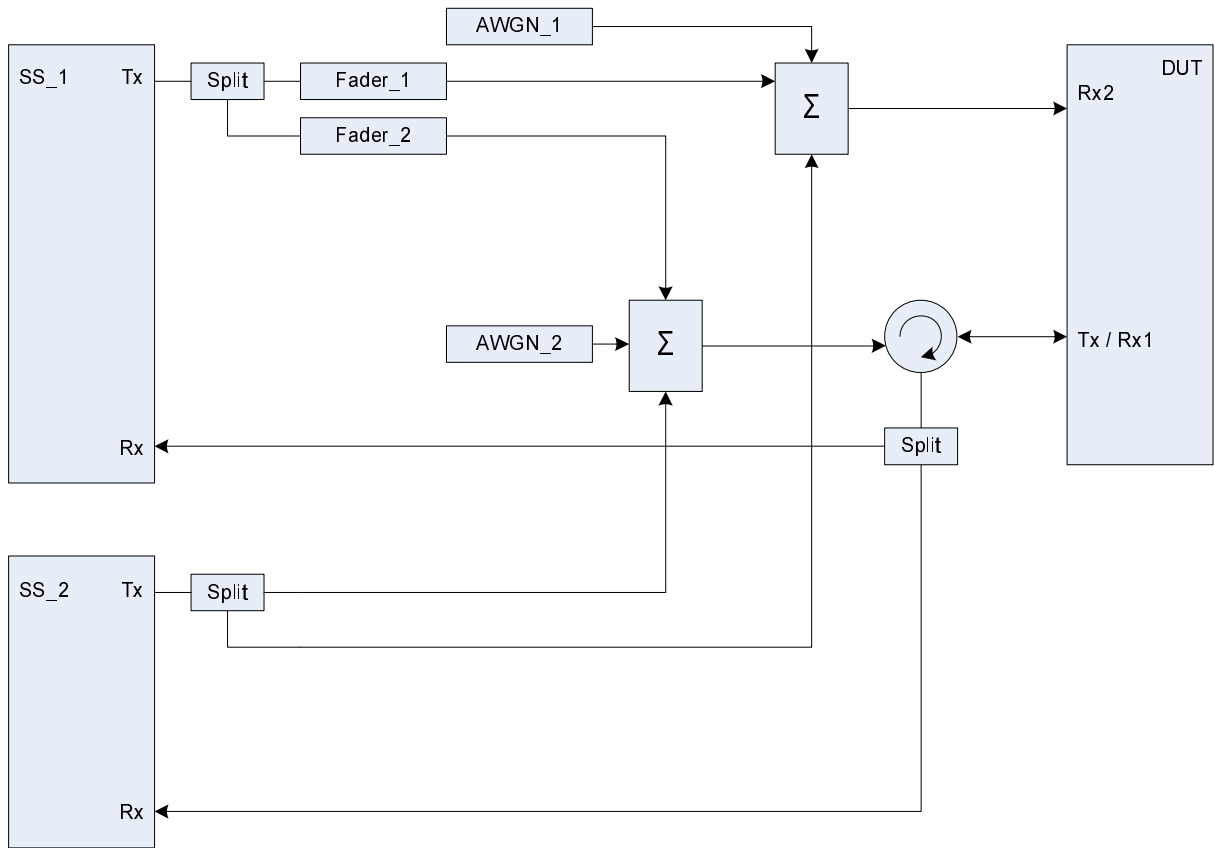 AWGN_1
SS_1
Tx
Split
Fader_1
Σ
DUT
Rx2
Fader_2
AWGN_2
Σ
Tx / Rx1
Rx
Split
SS_2
Tx
Split
Rx